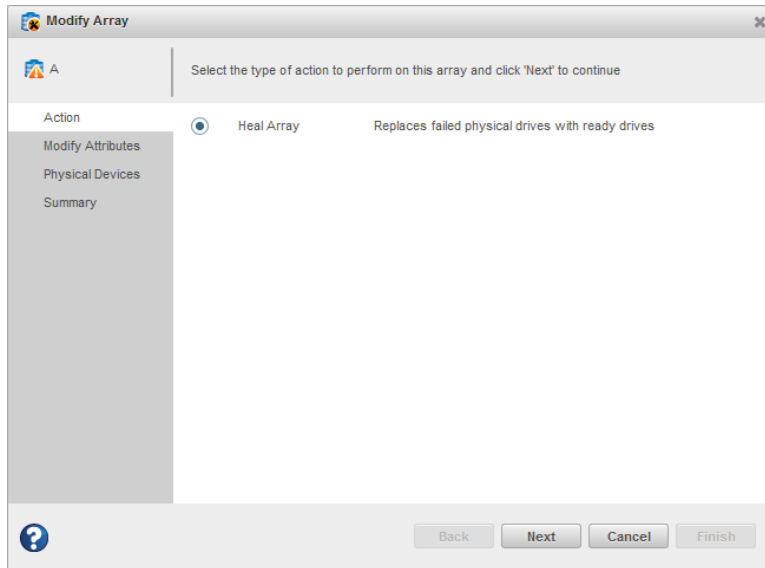 Modify Array
A
Select the type of action to perform on this array and click 'Next' to continue
Action
Modify Attributes
Physical Devices
Summary
Heal Array Replaces failed physical drives with ready drives
? Back Next Cancel Finish